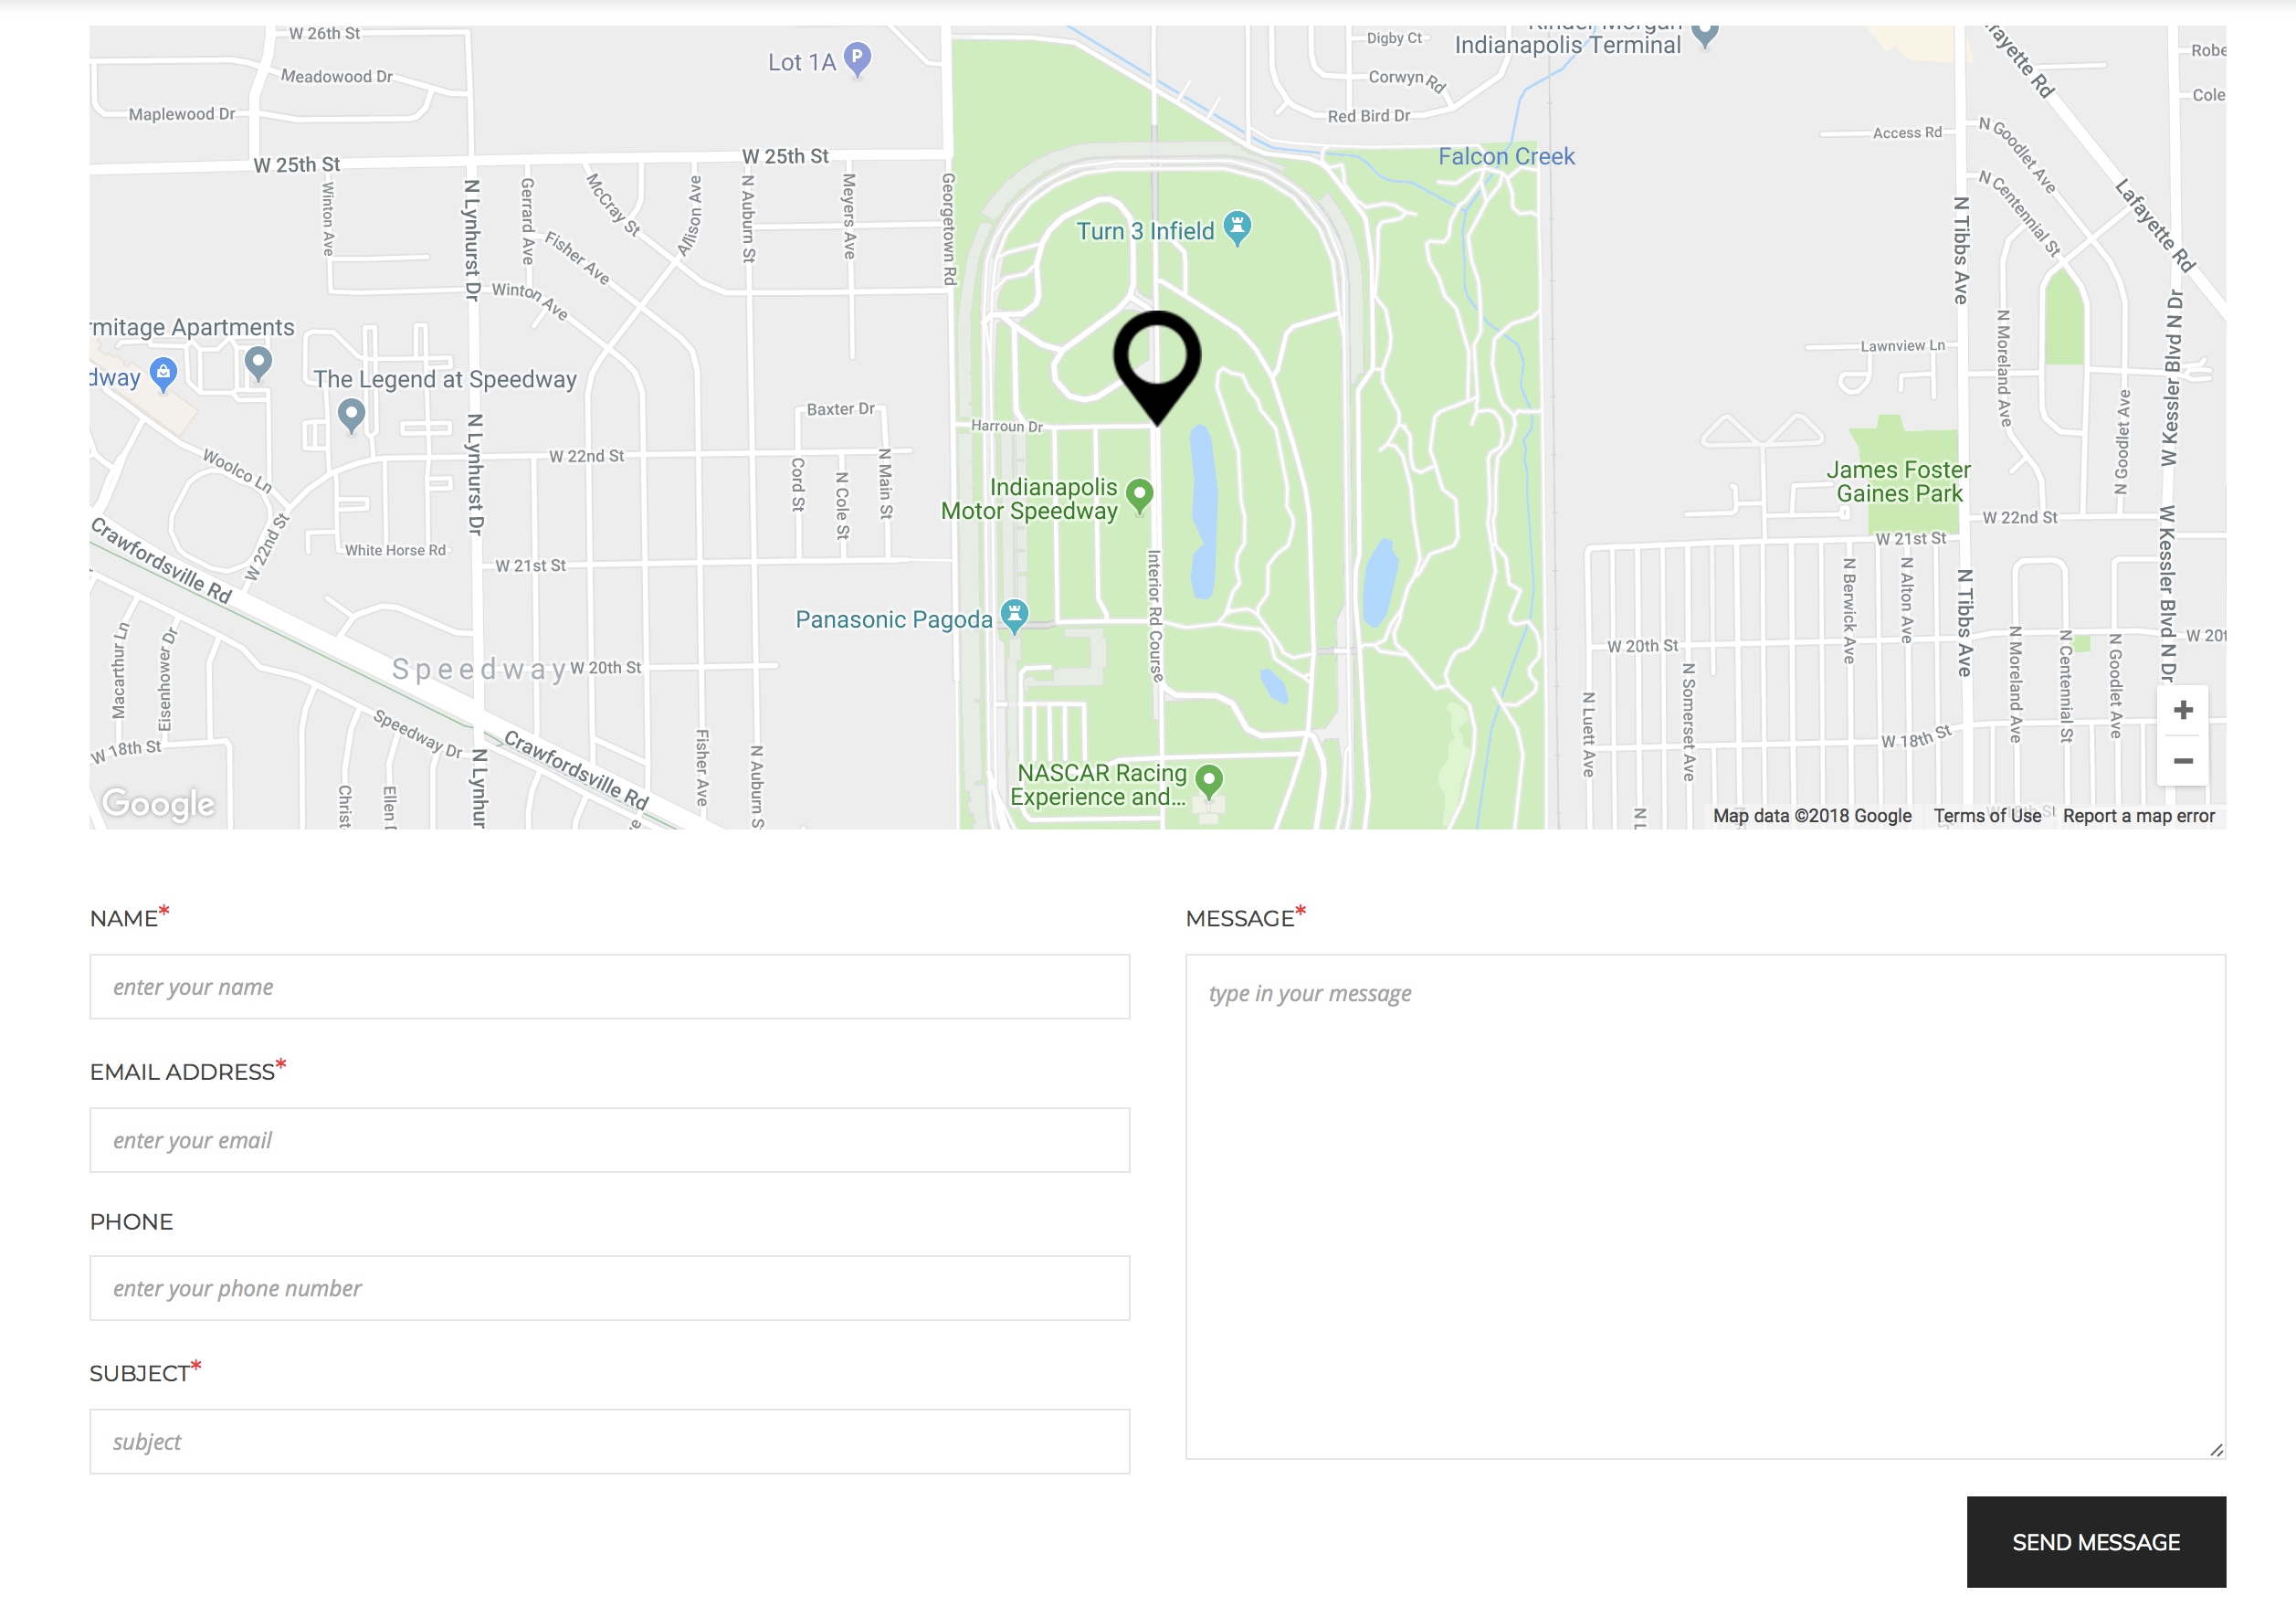 W 26th St
Meadowood Dr
Maplewood Dr
Lot 1A
P
Digby Ct
Indianapolis Terminal
Corwyn Rd
Red Bird Dr
Lafayette Rd
Access Rd
N Goodlet Ave
N Centennial St
W 25th St
W 25th St
Falcon Creek
Winton Ave
N Lynhurst Dr
Gerrard Ave
McCray St
Allison Ave
N Auburn St
Meyers Ave
Georgetown Rd
Fisher Ave
Winton Ave
Turn 3 Infield
N Tibbs Ave
N Moreland Ave
Lawnview Ln
W Kessler Blvd N Dr
rmitage Apartments
dway
The Legend at Speedway
Baxter Dr
Harroun Dr
Woolco Ln
W 22nd St
N Lynhurst Dr
W 22nd St
Cord St
N Cole St
N Main St
Indianapolis
Motor Speedway
James Foster
Gaines Park
N Goodlet Ave
W 22nd St
W 21st St
White Horse Rd
W 21st St
Crawfordsville Rd
Interior Rd Course
Panasonic Pagoda
N Berwick Ave
N Alton Ave
N Tibbs Ave
W Kessler Blvd N Dr
Macarthur Ln
Eisenhower Dr
Speedway
W 20th St
W 20th St
W 20t
N Luett Ave
N Somerset Ave
N Moreland Ave
N Centennial St
N Goodlet Ave
W 18th St
Speedway Dr
Crawfordsville Rd
N Lynhur
Fisher Ave
N Auburn S
W 18th St
NASCAR Racing
Experience and...
Christ
Ellen
Google
N L
+
−
Map data ©2018 Google
Terms of Use
Report a map error
Lafayette Rd
Robe
Cole
NAME*
enter your name
EMAIL ADDRESS*
enter your email
PHONE
enter your phone number
SUBJECT*
subject
MESSAGE*
type in your message
SEND MESSAGE